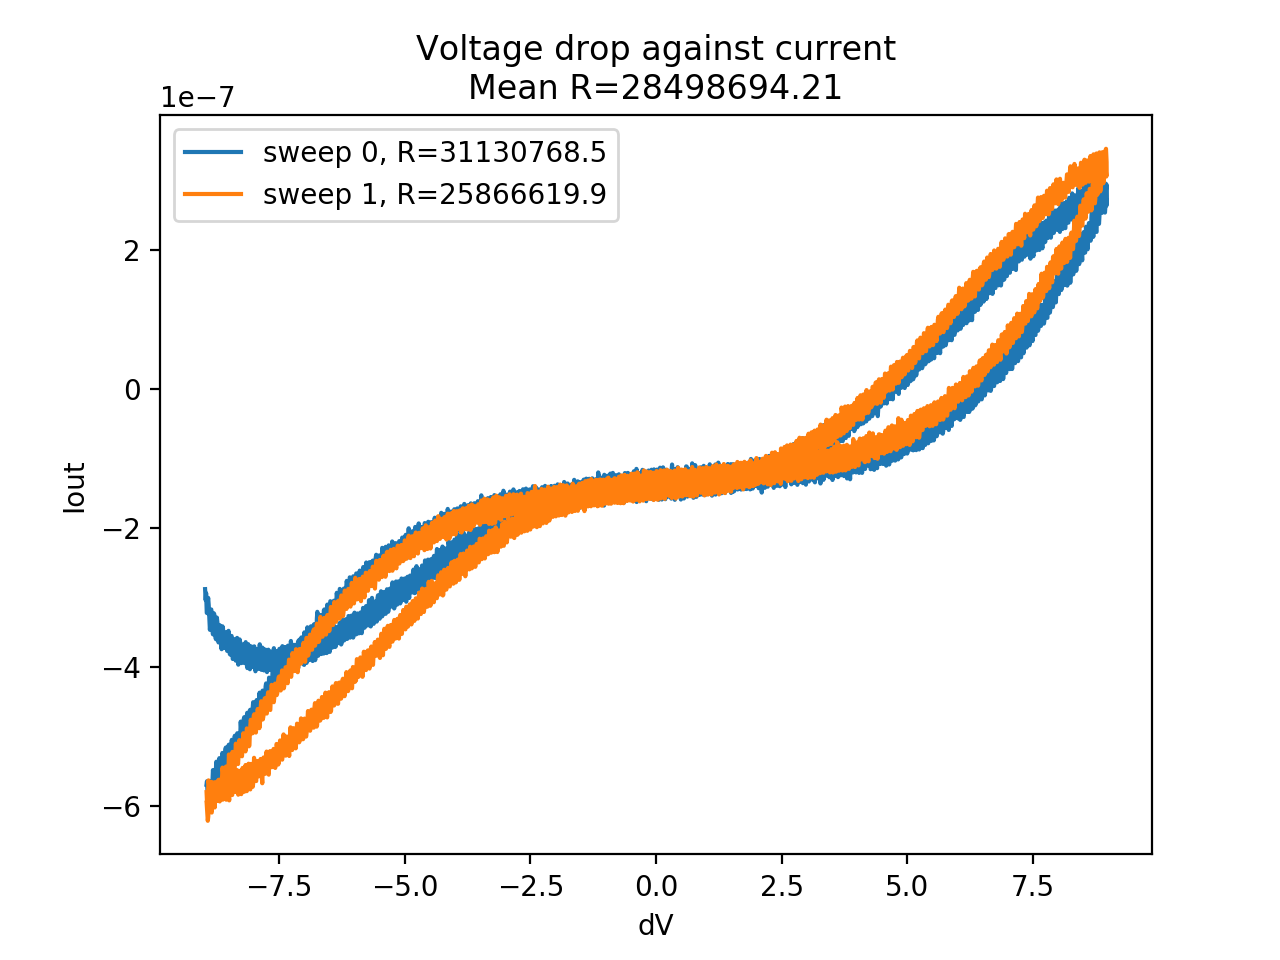 Voltage drop against current
Mean R=28498694.21
1e−7
sweep 0, R=31130768.5
sweep 1, R=25866619.9
2
0
−2
−4
−6
Iout
−7.5 −5.0 −2.5 0.0 2.5 5.0 7.5
dV